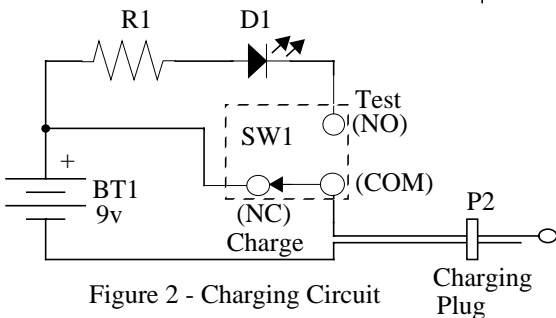 R1
D1
Test
(NO)
SW1
+
BT1
9v
(COM)
(NC)
Charge
P2
Charging
Plug
Figure 2 - Charging Circuit